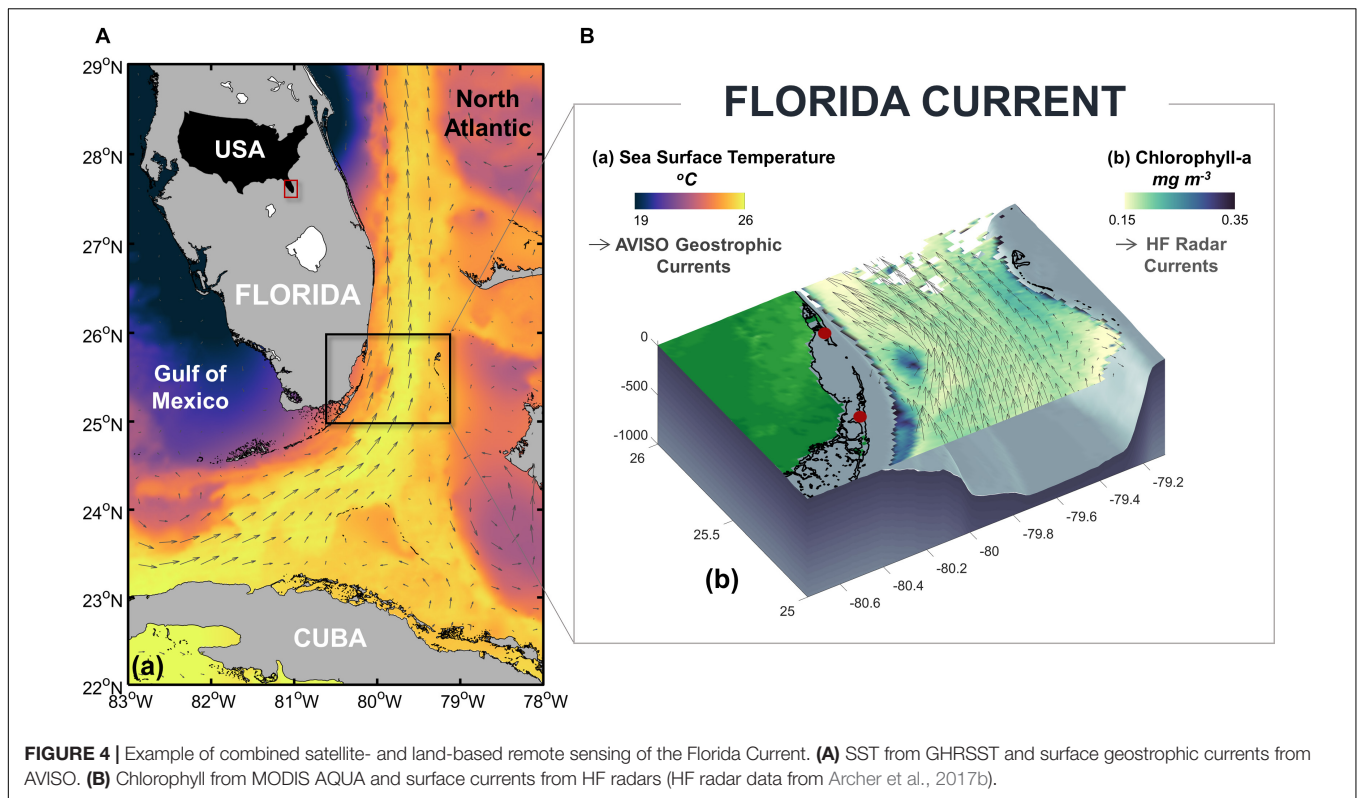 A
B
29°N
28°N
27°N
26°N
25°N
24°N
23°N
22°N
83°W
82°W
81°W
80°W
79°W
78°W
North
Atlantic
USA
FLORIDA
Gulf of
Mexico
CUBA
(a)
FLORIDA CURRENT
(a) Sea Surface Temperature
°C
19
26
AVISO Geostrophic
Currents
(b) Chlorophyll-a
mg m⁻³
0.15
0.35
HF Radar
Currents
0
-500
-1000
26
25.5
25
-80.6
-80.4
-80.2
-80
-79.8
-79.6
-79.4
-79.2
(b)
FIGURE 4 | Example of combined satellite- and land-based remote sensing of the Florida Current. (A) SST from GHRSST and surface geostrophic currents from
AVISO. (B) Chlorophyll from MODIS AQUA and surface currents from HF radars (HF radar data from Archer et al., 2017b).